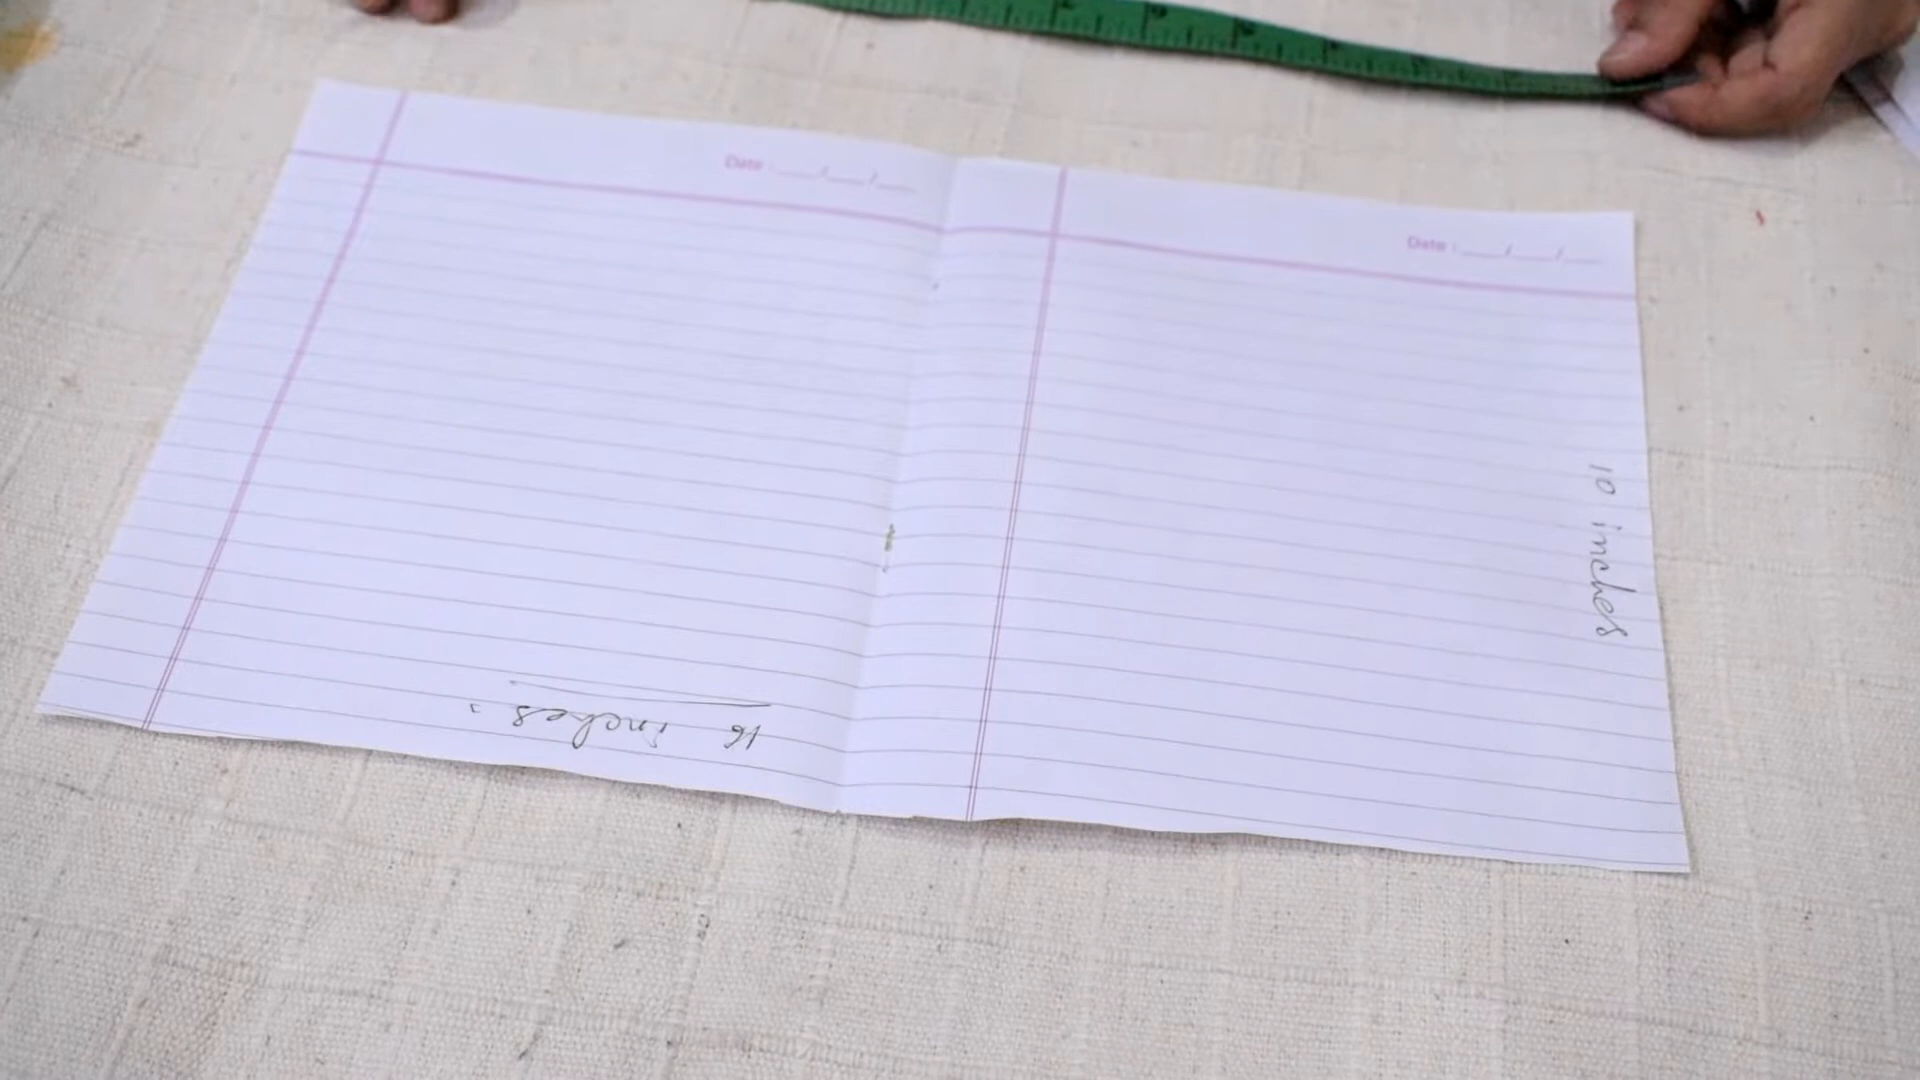 Date : __/__/__
Date : __/__/__
10 inches
16 inches.